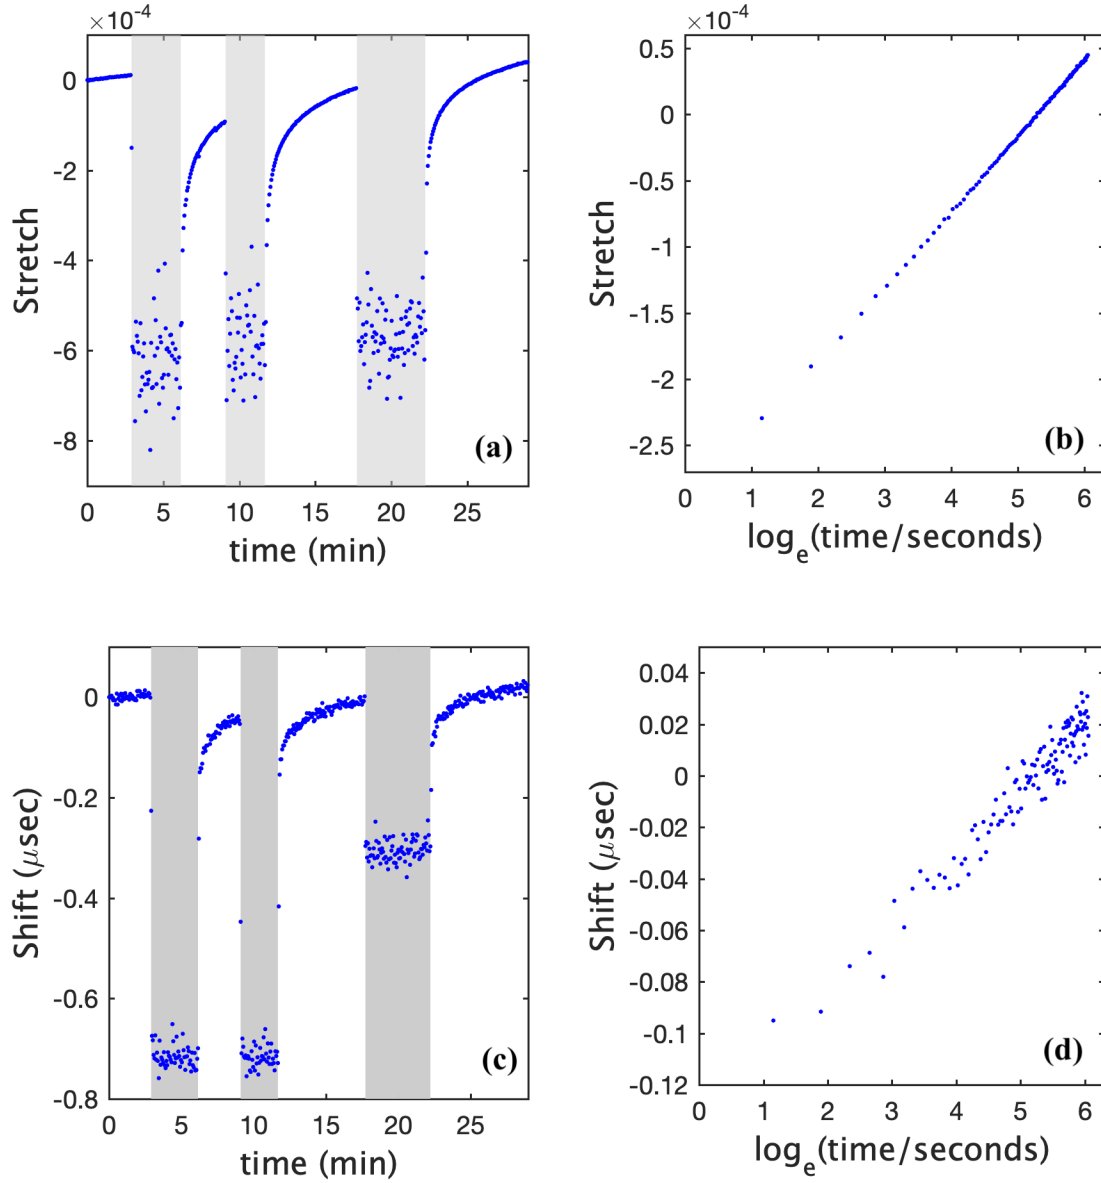 ×10⁻⁴
0
-2
-4
-6
-8
Stretch
0 5 10 15 20 25
time (min)
(a)
×10⁻⁴
0.5
0
-0.5
-1
-1.5
-2
-2.5
Stretch
0 1 2 3 4 5 6
logₑ(time/seconds)
(b)
0
-0.2
-0.4
-0.6
-0.8
Shift (μsec)
0 5 10 15 20 25
time (min)
(c)
0.04
0.02
0
-0.02
-0.04
-0.06
-0.08
-0.1
-0.12
Shift (μsec)
0 1 2 3 4 5 6
logₑ(time/seconds)
(d)